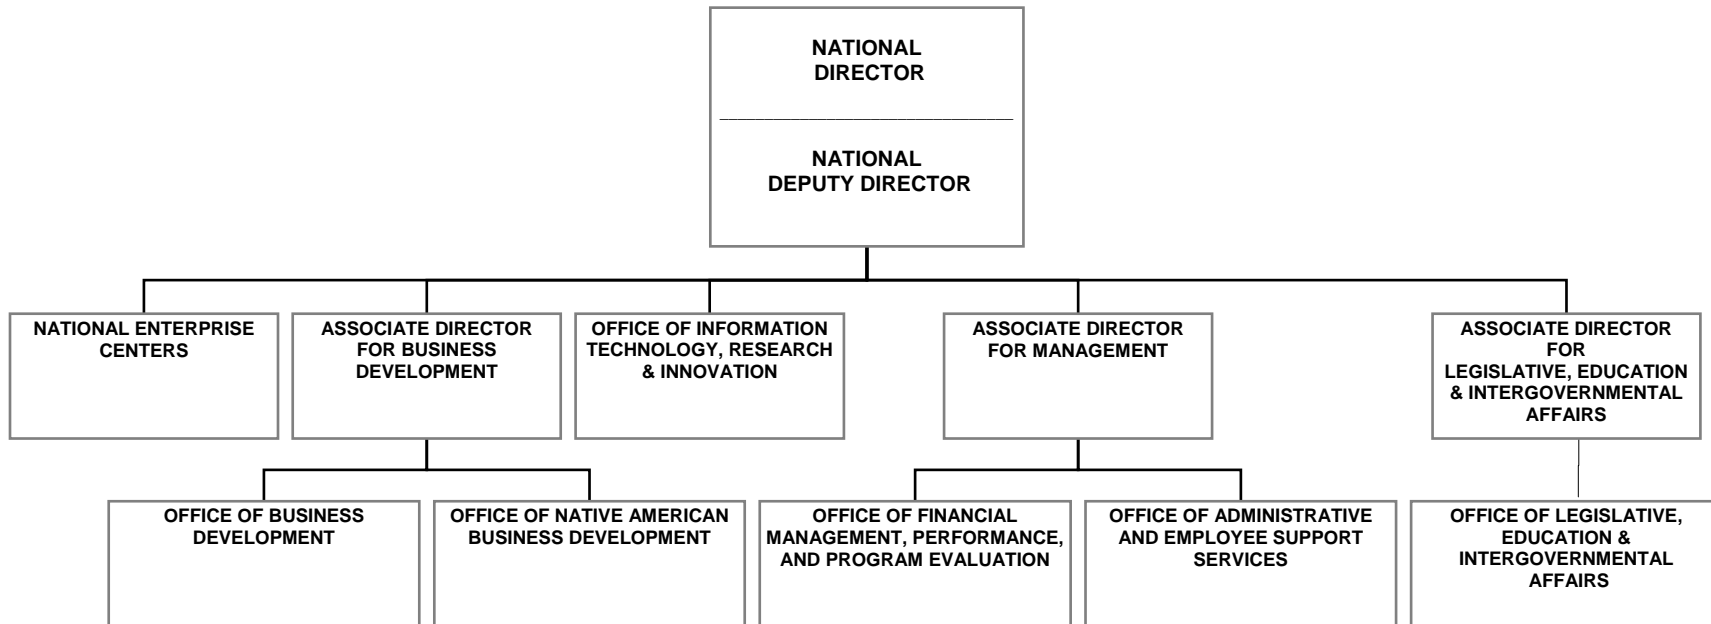 NATIONAL
DIRECTOR
NATIONAL
DEPUTY DIRECTOR
NATIONAL ENTERPRISE
CENTERS
ASSOCIATE DIRECTOR
FOR BUSINESS
DEVELOPMENT
OFFICE OF INFORMATION
TECHNOLOGY, RESEARCH
& INNOVATION
ASSOCIATE DIRECTOR
FOR MANAGEMENT
ASSOCIATE DIRECTOR
FOR
LEGISLATIVE, EDUCATION
& INTERGOVERNMENTAL
AFFAIRS
OFFICE OF BUSINESS
DEVELOPMENT
OFFICE OF NATIVE AMERICAN
BUSINESS DEVELOPMENT
OFFICE OF FINANCIAL
MANAGEMENT, PERFORMANCE,
AND PROGRAM EVALUATION
OFFICE OF ADMINISTRATIVE
AND EMPLOYEE SUPPORT
SERVICES
OFFICE OF LEGISLATIVE,
EDUCATION &
INTERGOVERNMENTAL
AFFAIRS